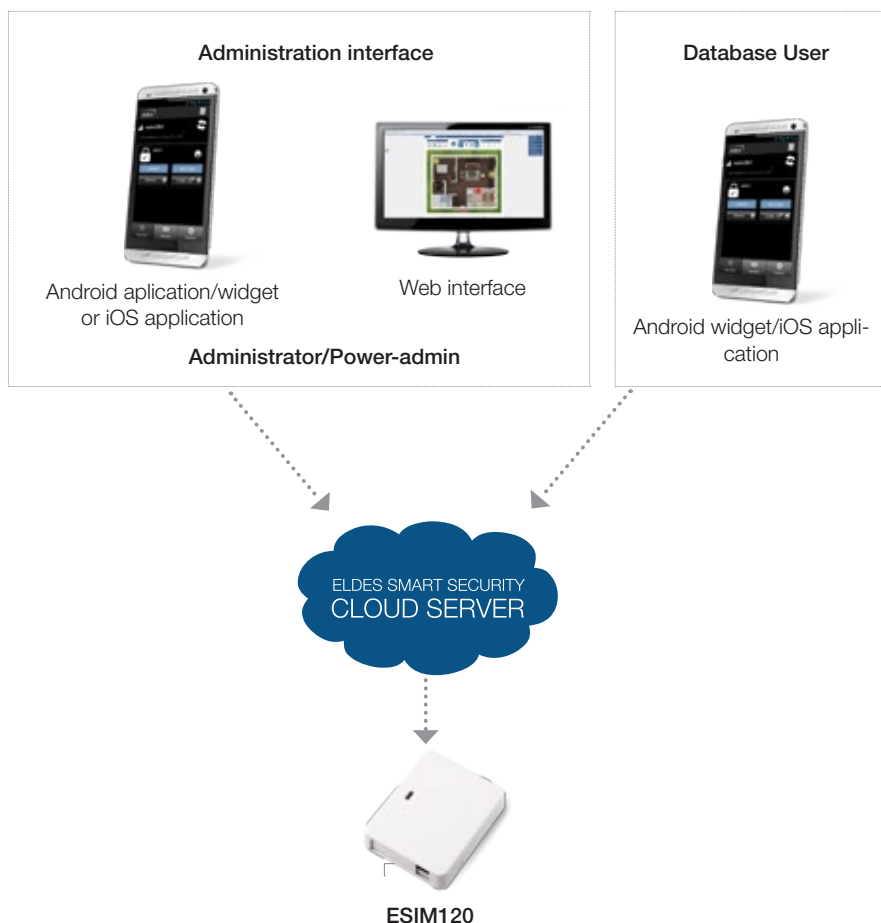 Administration interface
Android aplication/widget
or iOS application
Web interface
Administrator/Power-admin
Database User
Android widget/iOS appli-
cation
ELDES SMART SECURITY
CLOUD SERVER
ESIM120